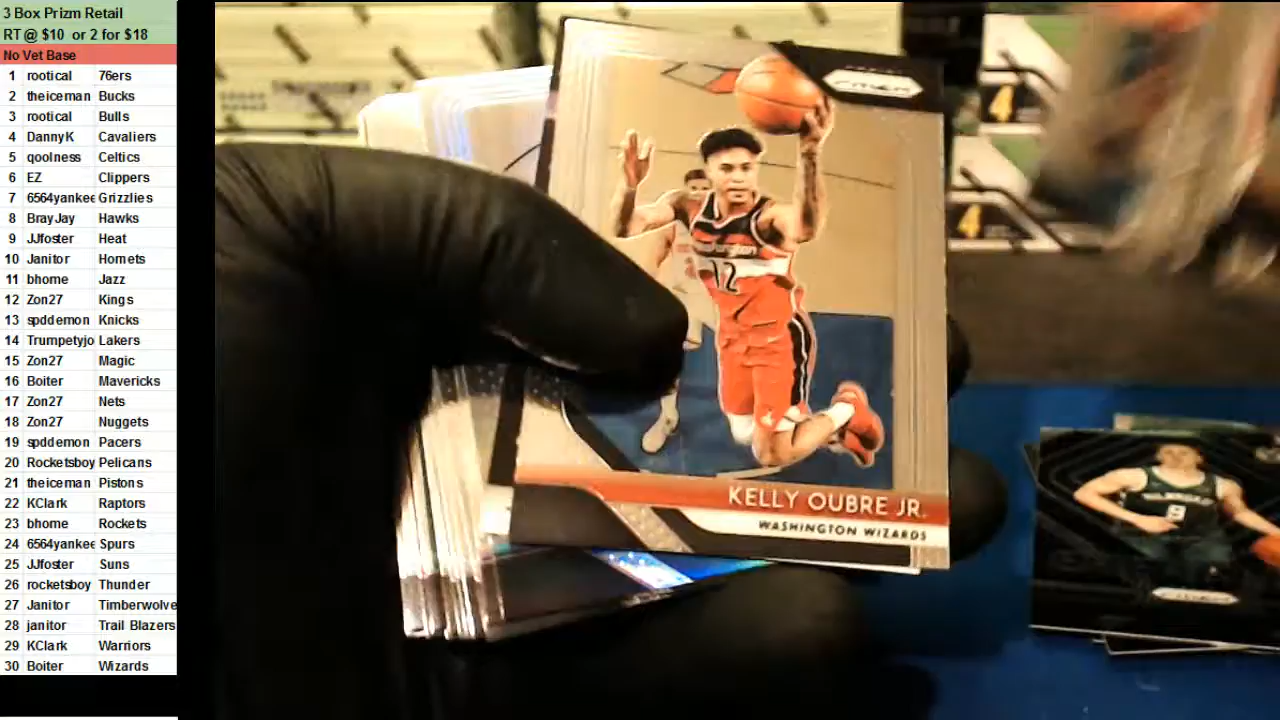 3 Box Prizm Retail
RT @ $10 or 2 for $18
No Vet Base
1 rootical 76ers
2 theiceman Bucks
3 rootical Bulls
4 DannyK Cavaliers
5 qoolness Celtics
6 EZ Clippers
7 6564yankee Grizzlies
8 BrayJay Hawks
9 JJfoster Heat
10 Janitor Hornets
11 bhome Jazz
12 Zon27 Kings
13 spddemon Knicks
14 Trumpetyjo Lakers
15 Zon27 Magic
16 Boiter Mavericks
17 Zon27 Nets
18 Zon27 Nuggets
19 spddemon Pacers
20 Rocketsboy Pelicans
21 theiceman Pistons
22 KClark Raptors
23 bhome Rockets
24 6564yankee Spurs
25 JJfoster Suns
26 rocketsboy Thunder
27 Janitor Timberwolve
28 janitor Trail Blazers
29 KClark Warriors
30 Boiter Wizards
PRIZM
12
KELLY OUBRE JR.
WASHINGTON WIZARDS
4
4
9